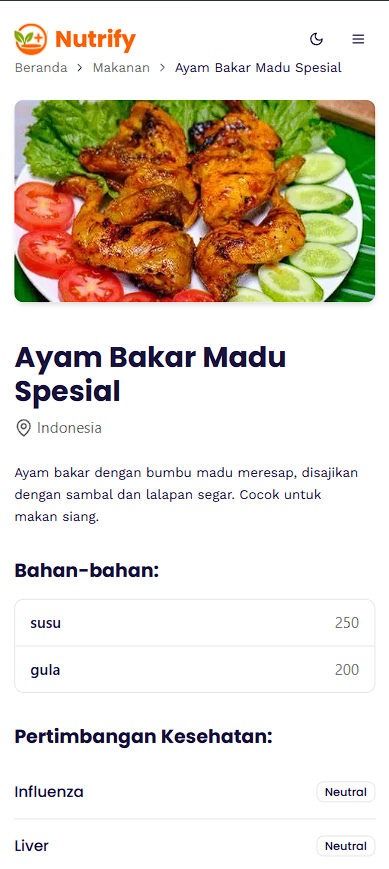 Nutrify
Beranda > Makanan > Ayam Bakar Madu Spesial
Ayam Bakar Madu
Spesial
Indonesia
Ayam bakar dengan bumbu madu meresap, disajikan
dengan sambal dan lalapan segar. Cocok untuk
makan siang.
Bahan-bahan:
susu 250
gula 200
Pertimbangan Kesehatan:
Influenza Neutral
Liver Neutral